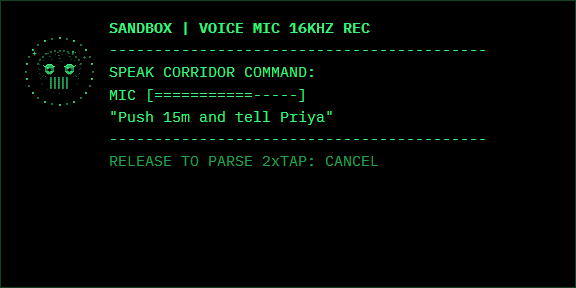 SANDBOX | VOICE MIC 16KHZ REC
------------------------------------------
SPEAK CORRIDOR COMMAND:
MIC [===========-----]
"Push 15m and tell Priya"
------------------------------------------
RELEASE TO PARSE 2xTAP: CANCEL